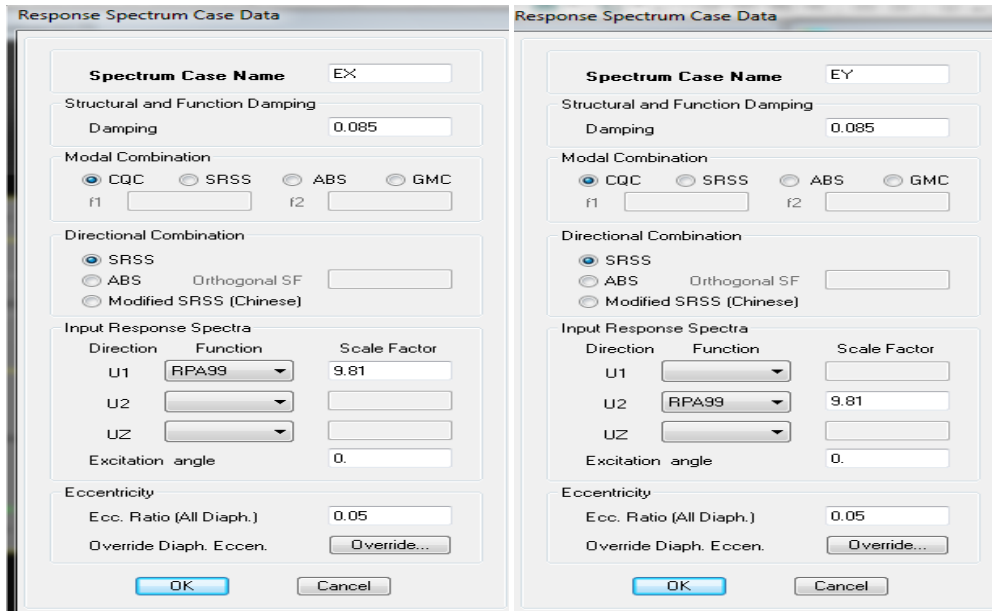 Response Spectrum Case Data
Spectrum Case Name EX
Structural and Function Damping
Damping 0.085
Modal Combination
CQC SRSS ABS GMC
f1 f2
Directional Combination
SRSS
ABS Orthogonal SF
Modified SRSS (Chinese)
Input Response Spectra
Direction Function Scale Factor
U1 RPA99 9.81
U2
UZ
Excitation angle 0.
Eccentricity
Ecc. Ratio (All Diaph.) 0.05
Override Diaph. Eccen. Override...
OK Cancel
Response Spectrum Case Data
Spectrum Case Name EY
Structural and Function Damping
Damping 0.085
Modal Combination
CQC SRSS ABS GMC
f1 f2
Directional Combination
SRSS
ABS Orthogonal SF
Modified SRSS (Chinese)
Input Response Spectra
Direction Function Scale Factor
U1
U2 RPA99 9.81
UZ
Excitation angle 0.
Eccentricity
Ecc. Ratio (All Diaph.) 0.05
Override Diaph. Eccen. Override...
OK Cancel